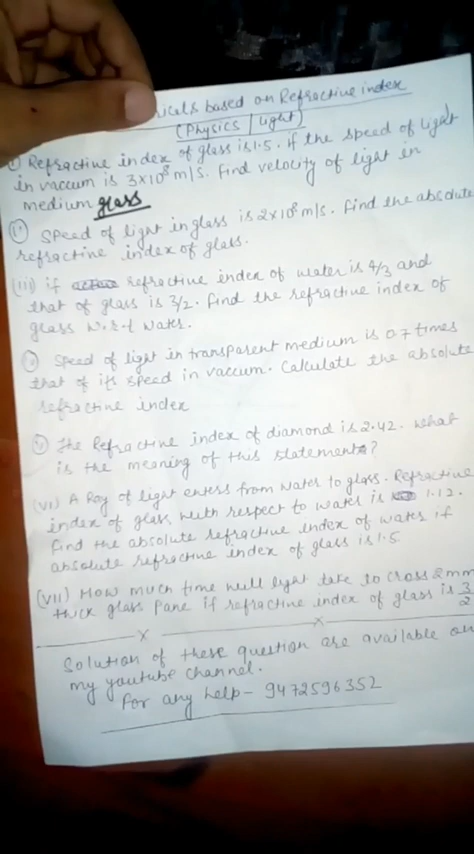 based on Refractive index
(Physics / Light)
Refractive index of glass is 1.5. if the speed of light
in vaccum is 3×10⁸ m/s. Find velocity of light in
medium glass
(ii) Speed of light in glass is 2×10⁸ m/s. find the absolute
refractive index of glass.
(iii) if refractive index of water is 4/3 and
that of glass is 3/2. find the refractive index of
glass w.r.t water.
Speed of light in transparent medium is 0.7 times
that of its speed in vaccum. Calculate the absolute
refractive index
(v) The Refractive index of diamond is 2.42. what
is the meaning of this statement?
(VI) A Ray of light enters from water to glass. Refractive
index of glass with respect to water is 1.12.
find the absolute refractive index of water if
absolute refractive index of glass is 1.5
(VII) How much time will light take to cross 2mm
thick glass pane if refractive index of glass is 3/2
x x
Solution of these question are available on
my youtube channel.
For any help - 9472596352